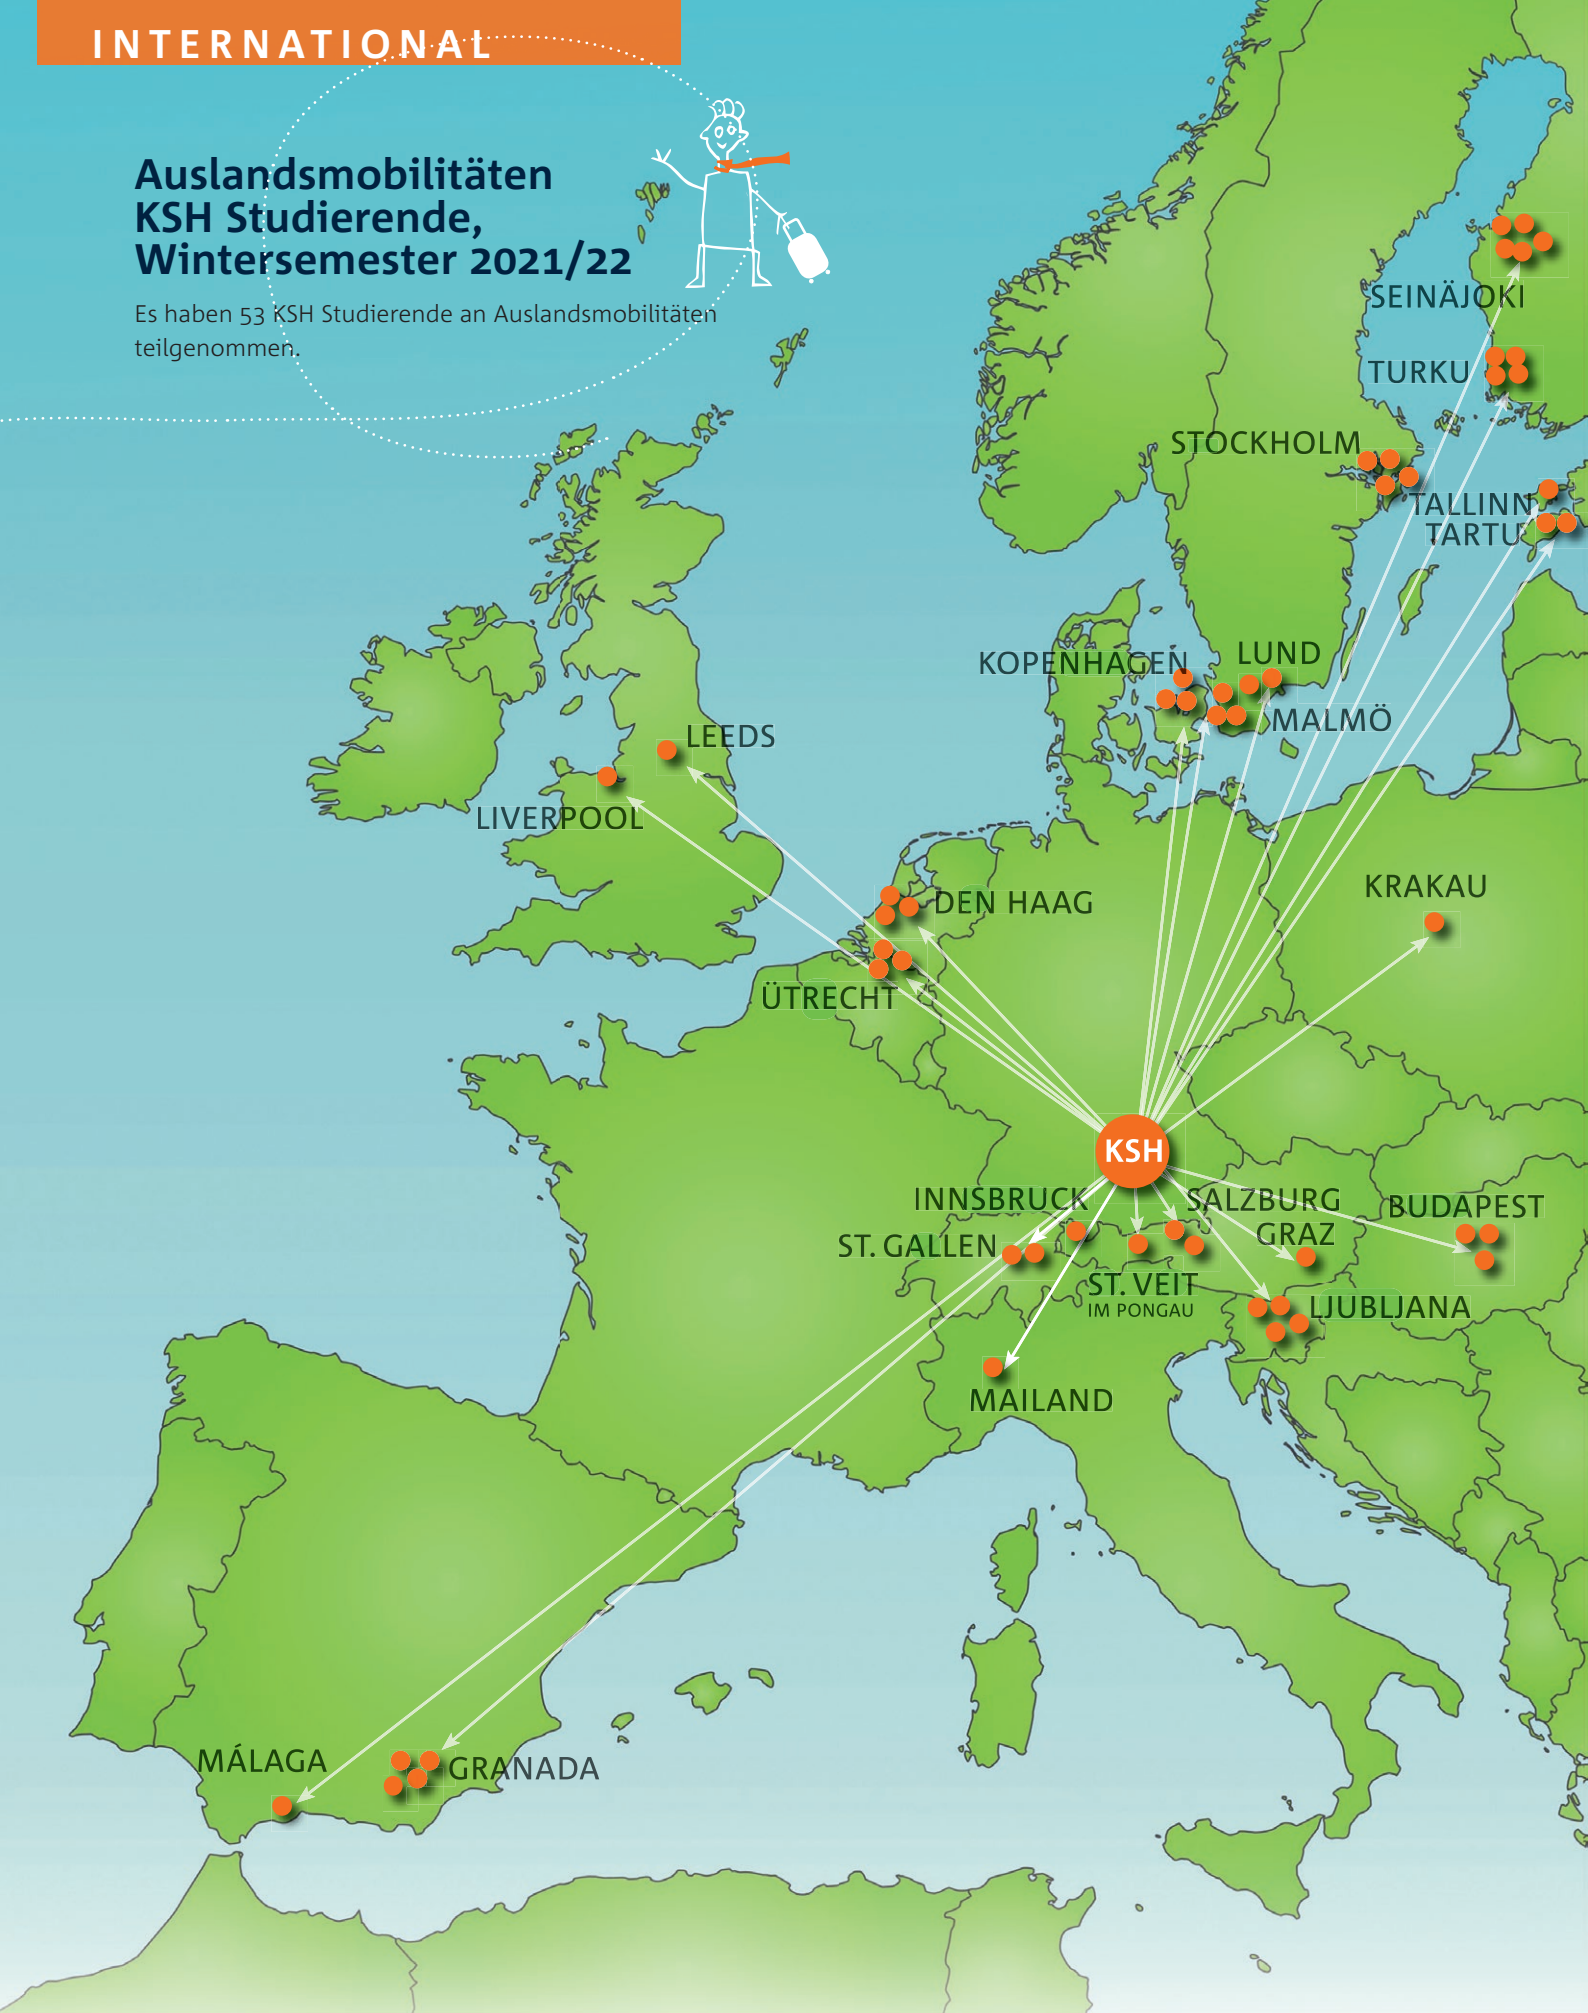 INTERNATIONAL
Auslandsmobilitäten
KSH Studierende,
Wintersemester 2021/22
Es haben 53 KSH Studierende an Auslandsmobilitäten
teilgenommen.
SEINÄJOKI
TURKU
STOCKHOLM
TALLINN
TARTU
KOPENHAGEN
LUND
MALMÖ
LEEDS
LIVERPOOL
DEN HAAG
KRAKAU
ÜTRECHT
KSH
INNSBRUCK
SALZBURG
BUDAPEST
GRAZ
ST. GALLEN
ST. VEIT
IM PONGAU
LJUBLJANA
MAILAND
MÁLAGA
GRANADA